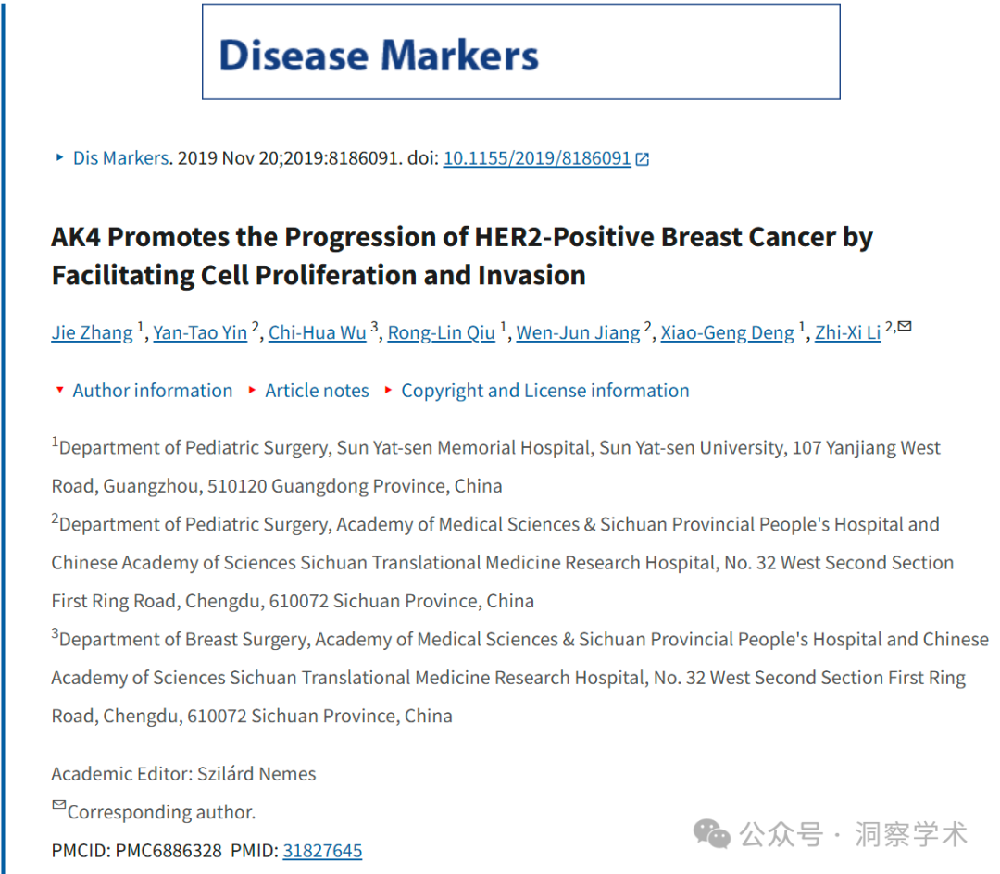 Disease Markers
Dis Markers. 2019 Nov 20;2019:8186091. doi: 10.1155/2019/8186091
AK4 Promotes the Progression of HER2-Positive Breast Cancer by
Facilitating Cell Proliferation and Invasion
Jie Zhang 1, Yan-Tao Yin 2, Chi-Hua Wu 3, Rong-Lin Qiu 1, Wen-Jun Jiang 2, Xiao-Geng Deng 1, Zhi-Xi Li 2,✉
Author information Article notes Copyright and License information
1Department of Pediatric Surgery, Sun Yat-sen Memorial Hospital, Sun Yat-sen University, 107 Yanjiang West
Road, Guangzhou, 510120 Guangdong Province, China
2Department of Pediatric Surgery, Academy of Medical Sciences & Sichuan Provincial People's Hospital and
Chinese Academy of Sciences Sichuan Translational Medicine Research Hospital, No. 32 West Second Section
First Ring Road, Chengdu, 610072 Sichuan Province, China
3Department of Breast Surgery, Academy of Medical Sciences & Sichuan Provincial People's Hospital and Chinese
Academy of Sciences Sichuan Translational Medicine Research Hospital, No. 32 West Second Section First Ring
Road, Chengdu, 610072 Sichuan Province, China
Academic Editor: Szilárd Nemes
✉Corresponding author.
PMCID: PMC6886328 PMID: 31827645
公众号 · 洞察学术